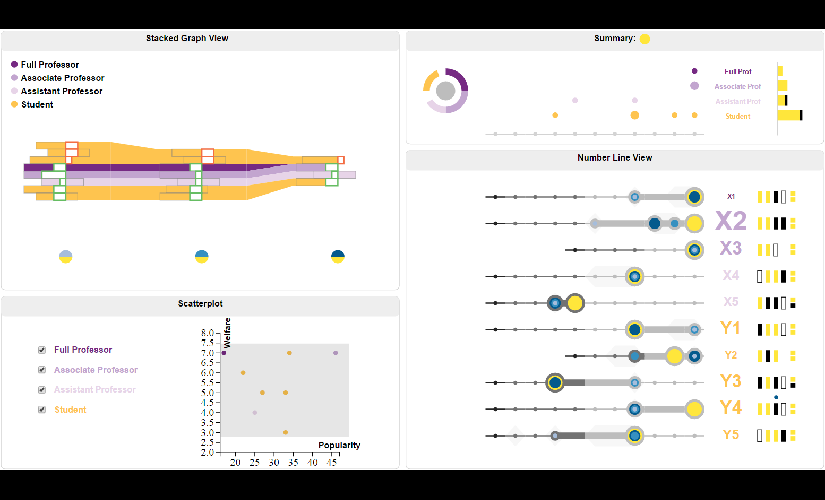 Stacked Graph View
Full Professor
Associate Professor
Assistant Professor
Student
Scatterplot
Full Professor
Associate Professor
Assistant Professor
Student
Welfare
8.0
7.5
7.0
6.5
6.0
5.5
5.0
4.5
4.0
3.5
3.0
2.5
2.0
Popularity
20 25 30 35 40 45
Summary:
Full Prof
Associate Prof
Assistant Prof
Student
Number Line View
X1
X2
X3
X4
X5
Y1
Y2
Y3
Y4
Y5